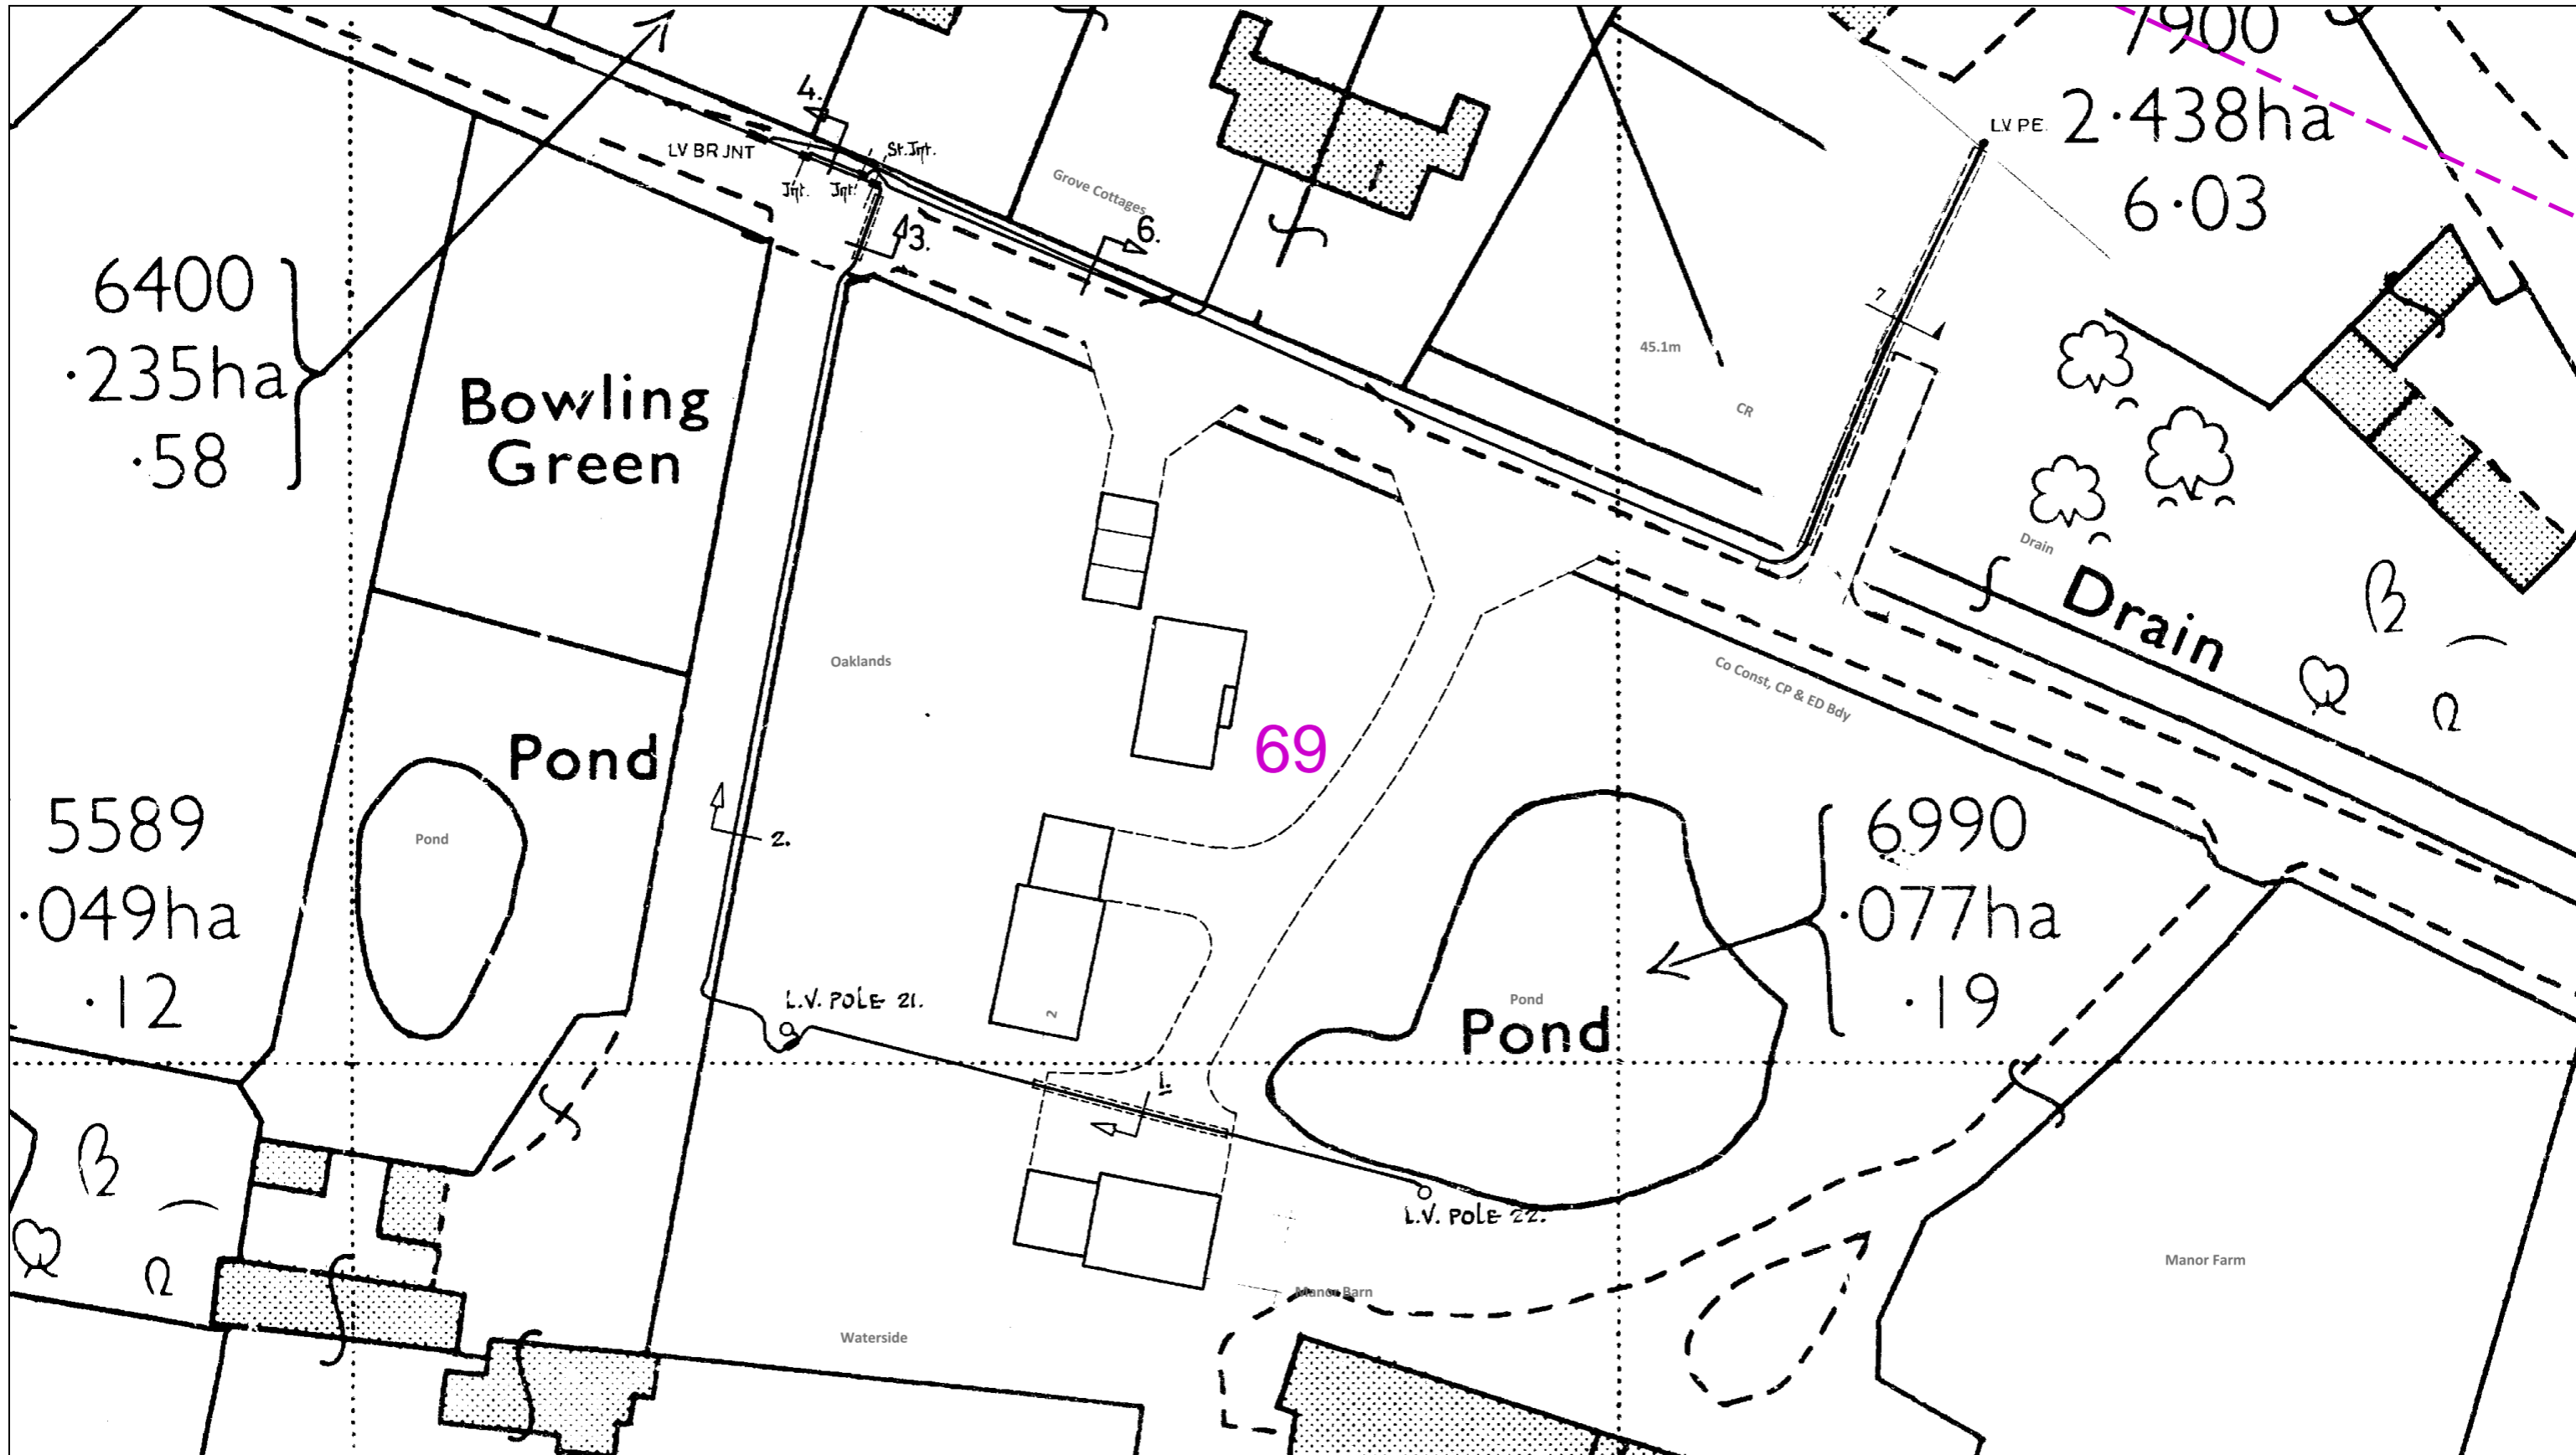 7900
2·438ha
6·03
4.
LV BR JNT
St.Jnt.
Jnt.
Jnt.
3.
6.
Grove Cottages
L.V. PE.
7
6400
·235ha
·58
Bowling
Green
45.1m
CR
Drain
Drain
Oaklands
Co Const, CP & ED Bdy
69
Pond
Pond
2.
5589
·049ha
·12
6990
·077ha
·19
L.V. POLE 21.
2
Pond
Pond
1.
L.V. POLE 22.
Manor Barn
Manor Farm
Waterside